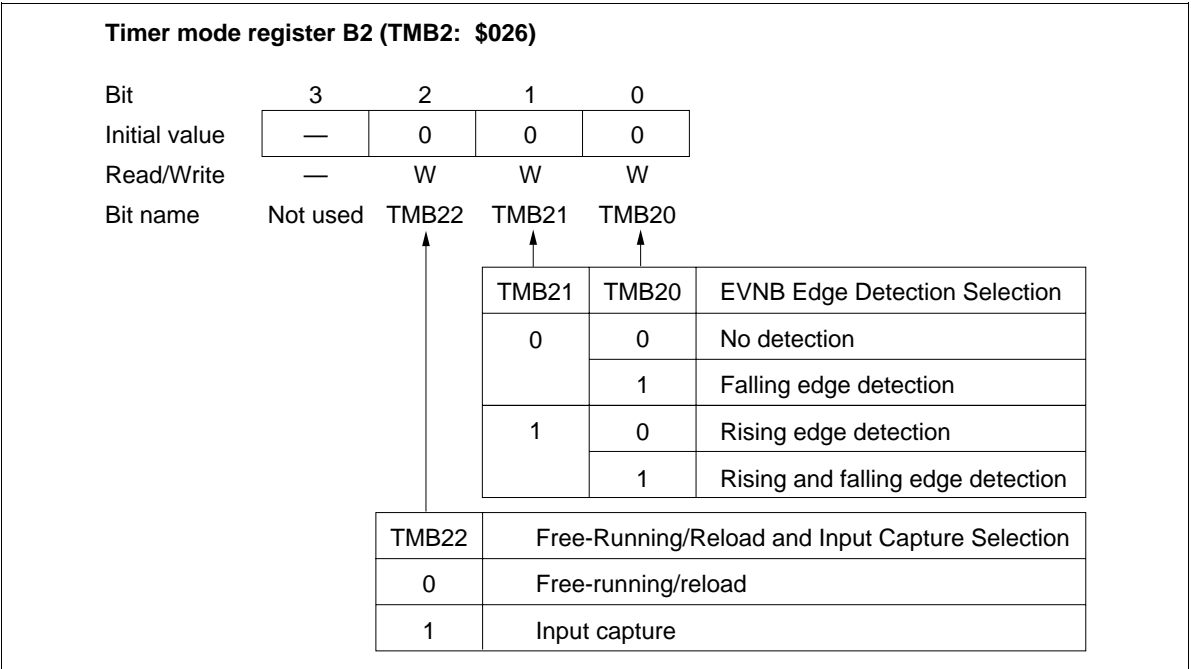 Timer mode register B2 (TMB2: $026)
Bit 3 2 1 0
Initial value — 0 0 0
Read/Write — W W W
Bit name Not used TMB22 TMB21 TMB20
TMB21 TMB20 EVNB Edge Detection Selection
0 0 No detection
1 Falling edge detection
1 0 Rising edge detection
1 Rising and falling edge detection
TMB22 Free-Running/Reload and Input Capture Selection
0 Free-running/reload
1 Input capture